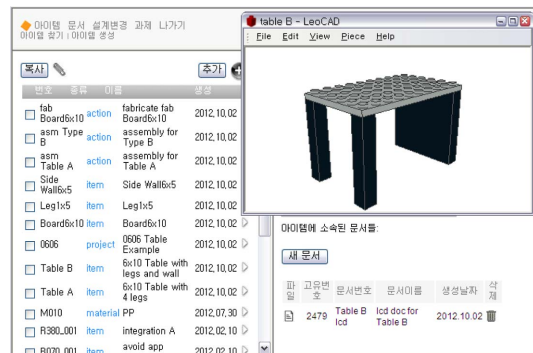 아이템 문서 설계변경 과제 나가기
아이템 찾기 | 아이템 생성
복사 추가
번호 종류 이름 생성
fab Board6x10 action fabricate fab Board6x10 2012,10,02
asm Type B action assembly for Type B 2012,10,02
asm Table A action assembly for Table A 2012,10,02
Side Wall6x5 item Side Wall6x5 2012,10,02
Leg1x5 item Leg1x5 2012,10,02
Board6x10 item Board6x10 2012,10,02
0606 project 0606 Table Example 2012,10,02
Table B item 6x10 Table with legs and wall 2012,10,02
Table A item 6x10 Table with 4 legs 2012,10,02
M010 material PP 2012,07,30
R380_001 item integration A 2012,02,10
R070_001 item avoid app 2012,02,10
table B - LeoCAD
File Edit View Piece Help
아이템에 소속된 문서들:
새 문서
파일 고유번호 문서번호 문서이름 생성날짜 삭제
2479 Table B lcd lcd doc for Table B 2012.10.02